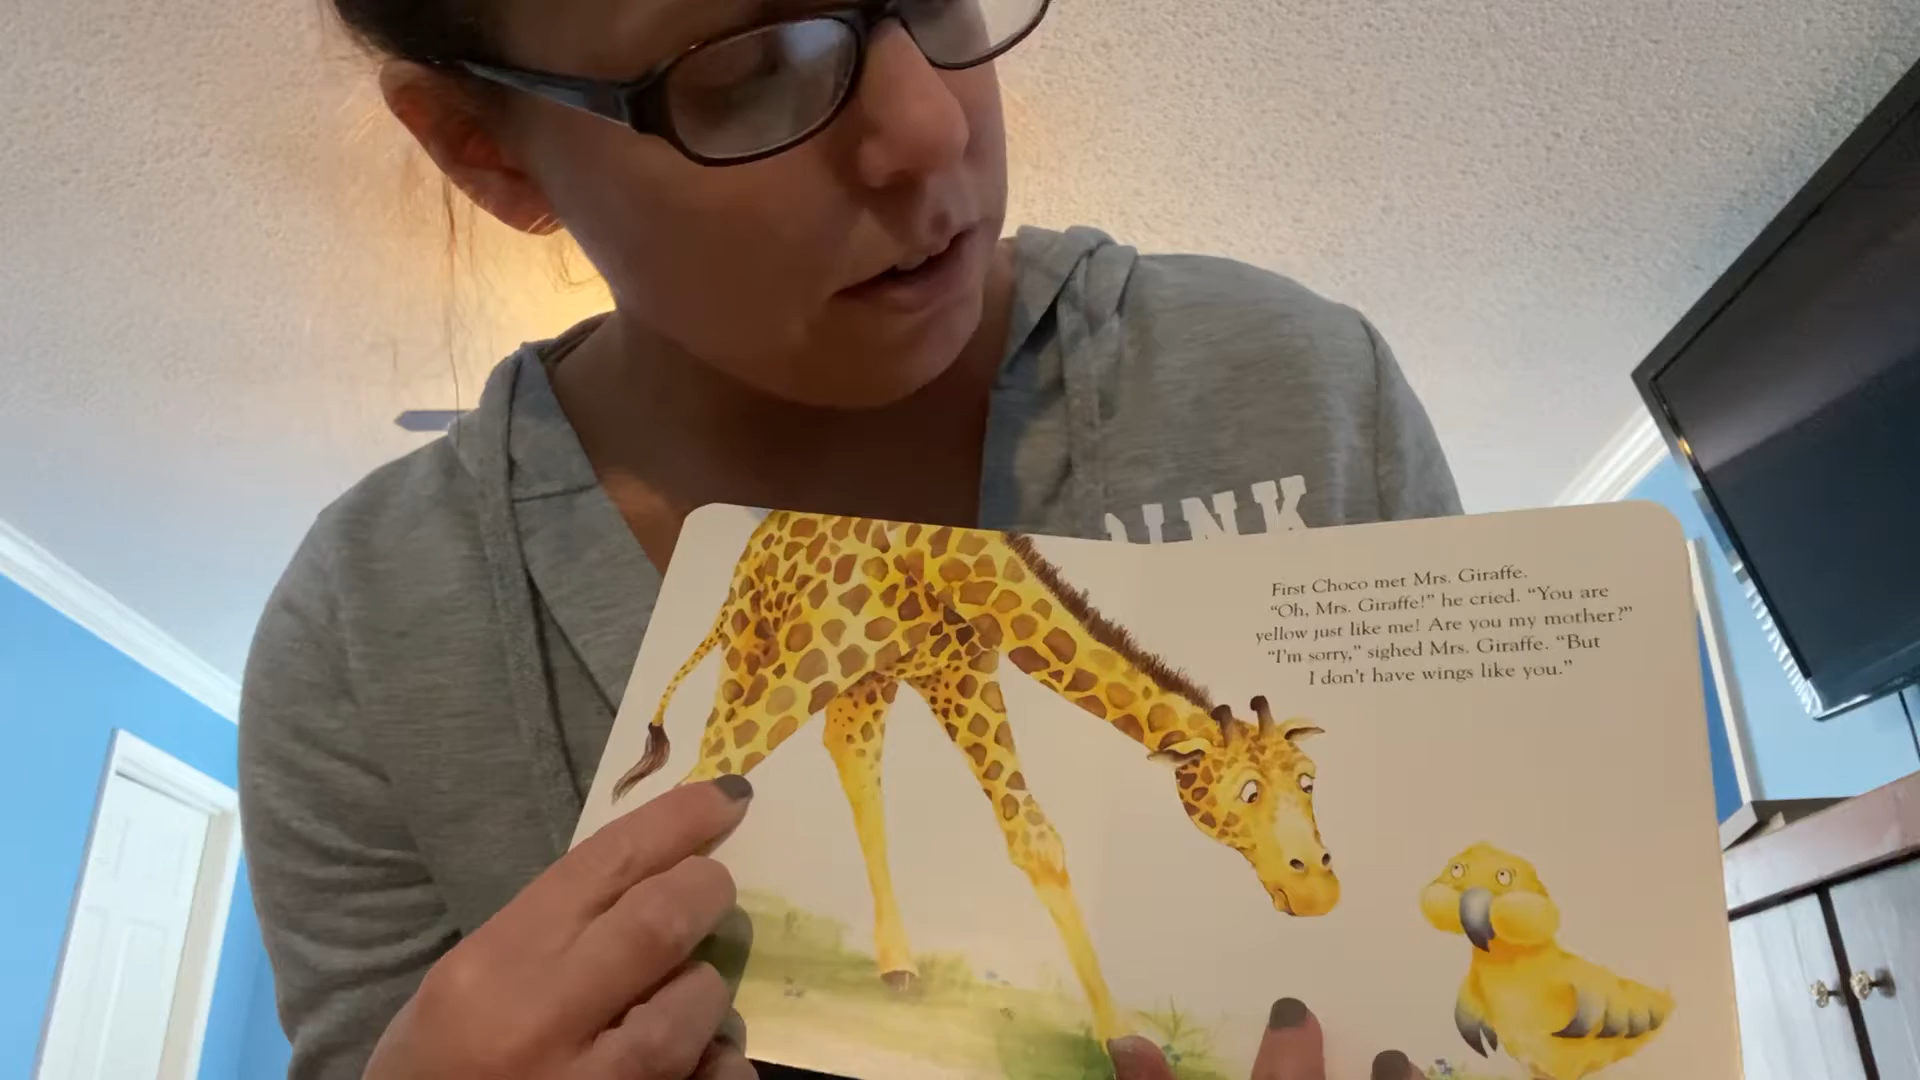 PINK
First Choco met Mrs. Giraffe.
“Oh, Mrs. Giraffe!” he cried. “You are
yellow just like me! Are you my mother?”
“I'm sorry,” sighed Mrs. Giraffe. “But
I don't have wings like you.”